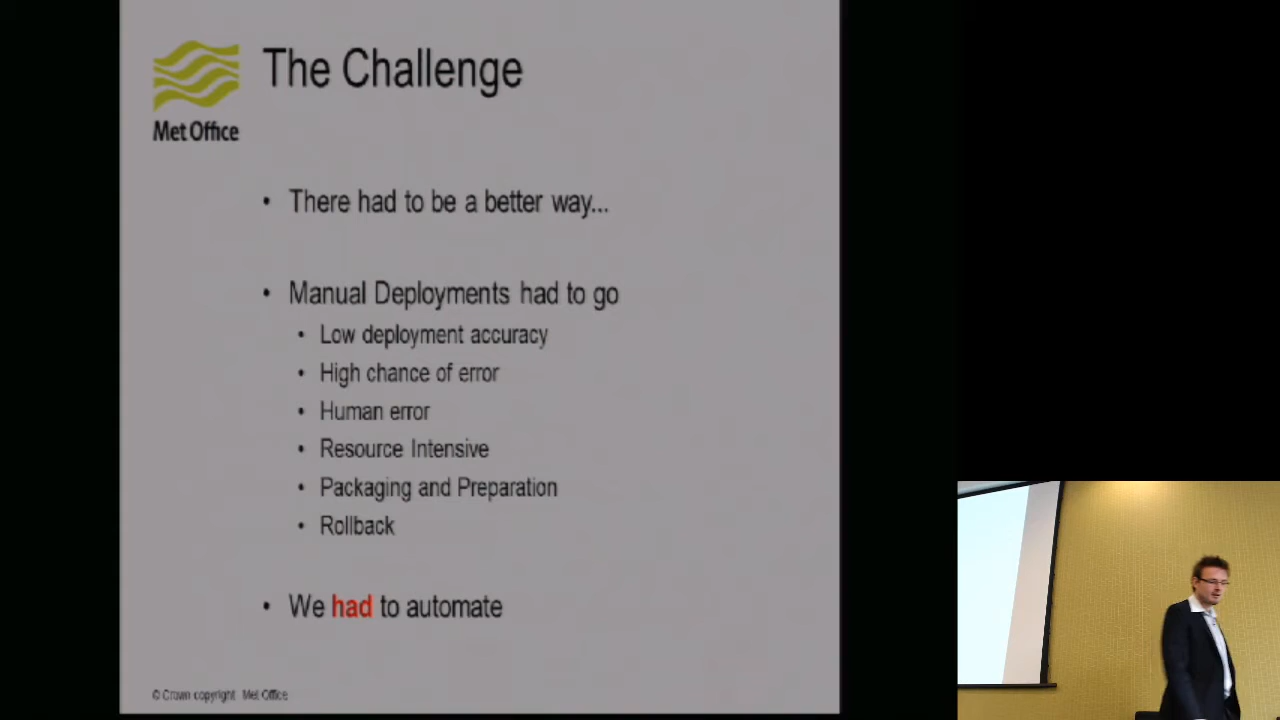 The Challenge
Met Office
• There had to be a better way...
• Manual Deployments had to go
• Low deployment accuracy
• High chance of error
• Human error
• Resource Intensive
• Packaging and Preparation
• Rollback
• We had to automate
© Crown copyright Met Office